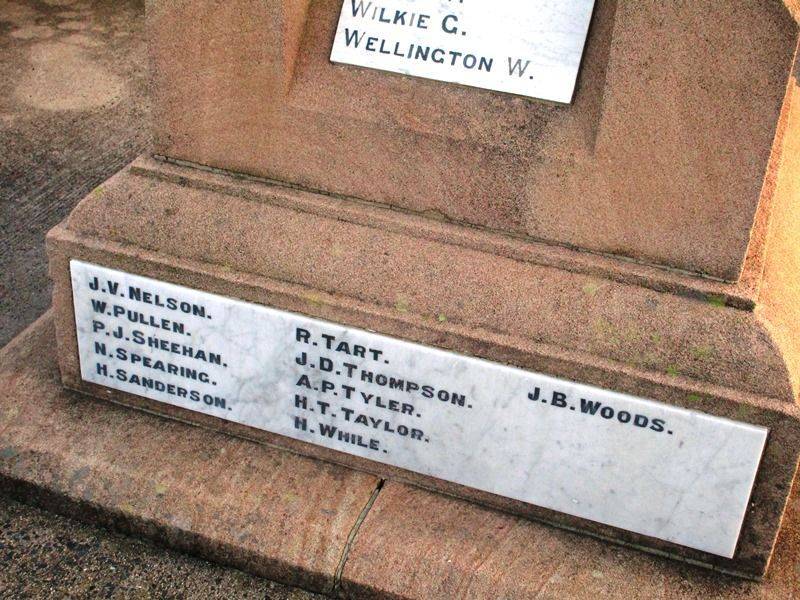 WILKIE G.
WELLINGTON W.
J.V.NELSON.
W.PULLEN.
P.J.SHEEHAN.
N.SPEARING.
H.SANDERSON.
R.TART.
J.D.THOMPSON.
A.P.TYLER.
H.T.TAYLOR.
H.WHILE.
J.B.WOODS.